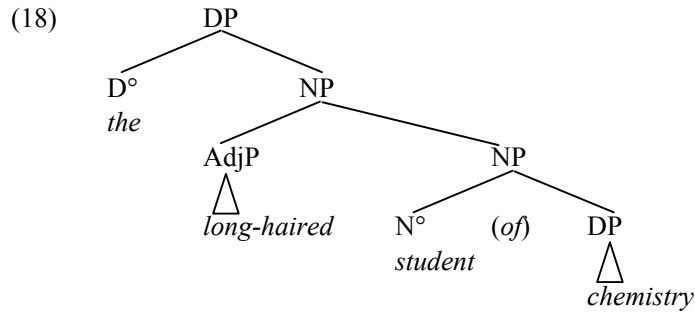 (18) DP
D° NP
the
AdjP NP
long-haired N° (of) DP
student
chemistry